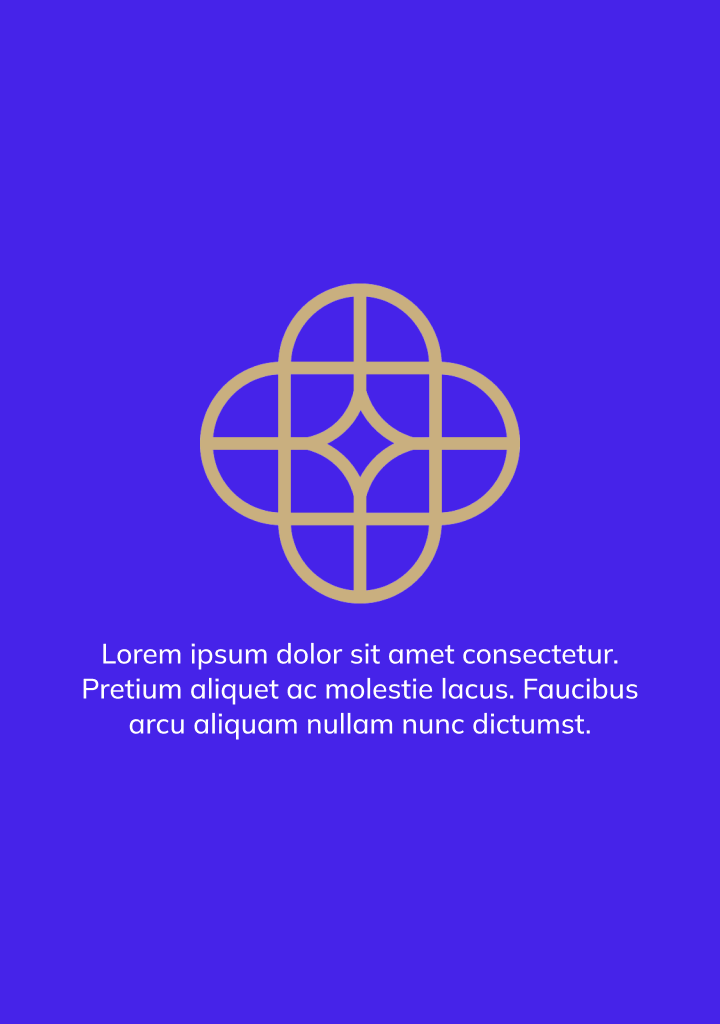 Lorem ipsum dolor sit amet consectetur.
Pretium aliquet ac molestie lacus. Faucibus
arcu aliquam nullam nunc dictumst.